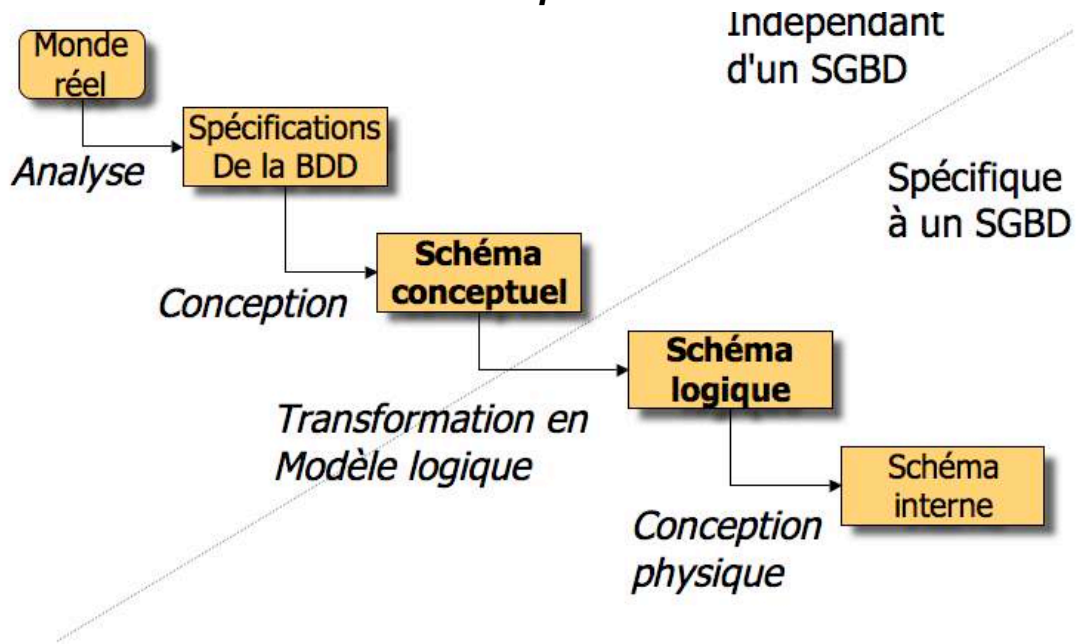 Monde
réel
Indépendant
d'un SGBD
Analyse
Spécifications
De la BDD
Spécifique
à un SGBD
Conception
Schéma
conceptuel
Transformation en
Modèle logique
Schéma
logique
Conception
physique
Schéma
interne